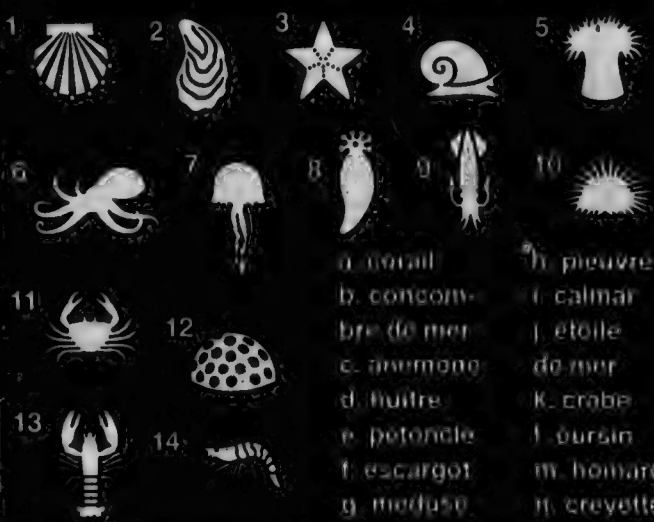 1
2
3
4
5
6
7
8
9
10
11
12
13
14
a. corail
b. concom-
bre de mer
c. anemone
d. huître
e. petoncle
f. escargot
g. meduse
h. pieuvre
i. calmar
j. etoile
de mer
k. crabe
l. oursin
m. homard
n. crevette